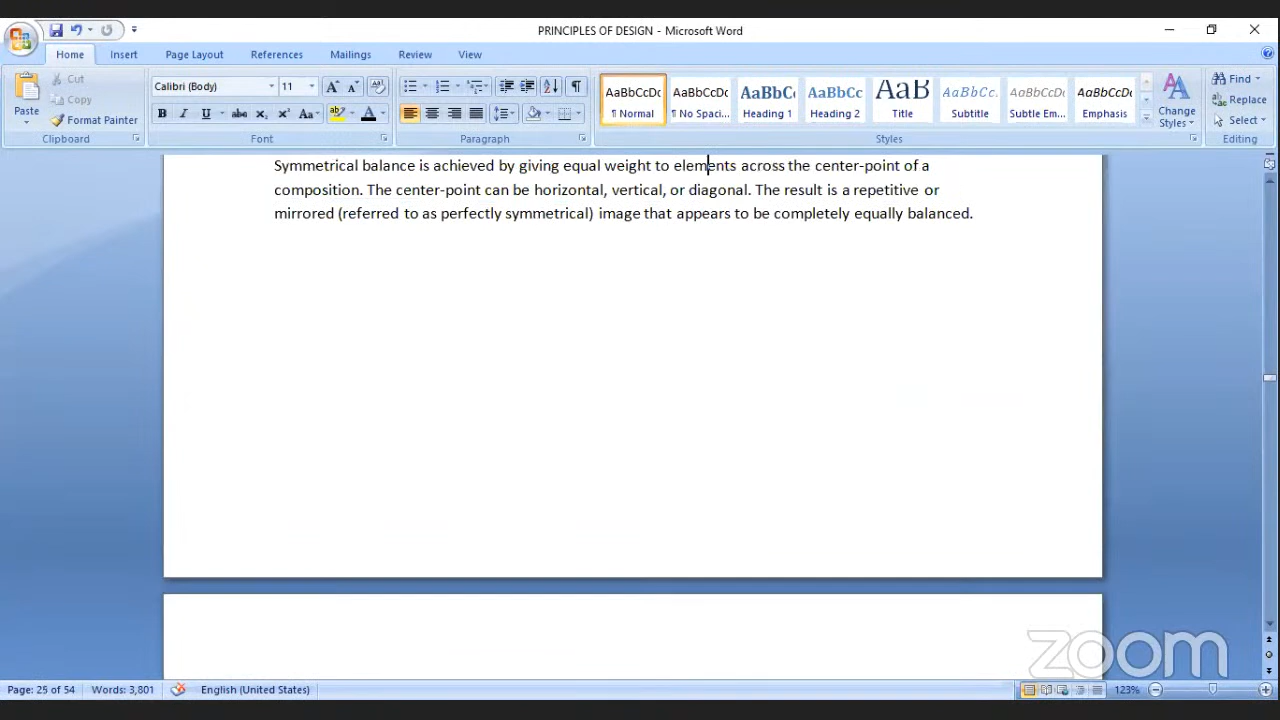 PRINCIPLES OF DESIGN - Microsoft Word
Home Insert Page Layout References Mailings Review View
Paste
Cut
Copy
Format Painter
Clipboard
Calibri (Body) 11
Font
Paragraph
AaBbCcDc AaBbCcDc AaBbC( AaBbCc AaB AaBbCc. AaBbCcDc AaBbCcDc
¶ Normal ¶ No Spaci... Heading 1 Heading 2 Title Subtitle Subtle Em... Emphasis
Change Styles
Styles
Find
Replace
Select
Editing
Symmetrical balance is achieved by giving equal weight to elements across the center-point of a
composition. The center-point can be horizontal, vertical, or diagonal. The result is a repetitive or
mirrored (referred to as perfectly symmetrical) image that appears to be completely equally balanced.
zoom
Page: 25 of 54 Words: 3,801 English (United States) 123%